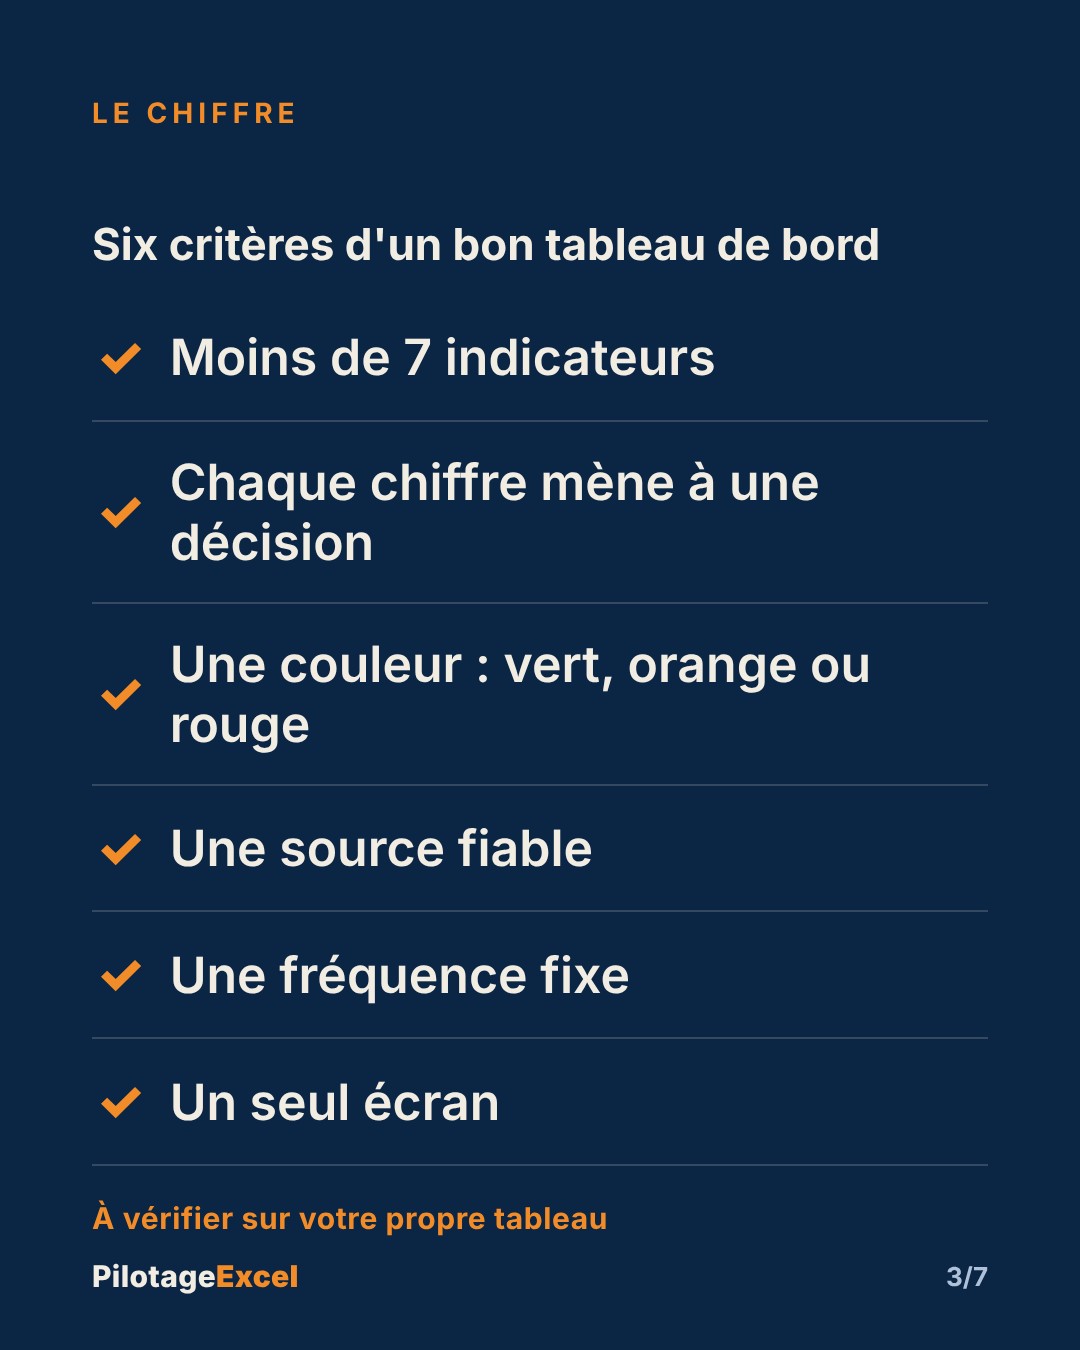 LE CHIFFRE
Six critères d'un bon tableau de bord
Moins de 7 indicateurs
Chaque chiffre mène à une
décision
Une couleur : vert, orange ou
rouge
Une source fiable
Une fréquence fixe
Un seul écran
À vérifier sur votre propre tableau
PilotageExcel
3/7